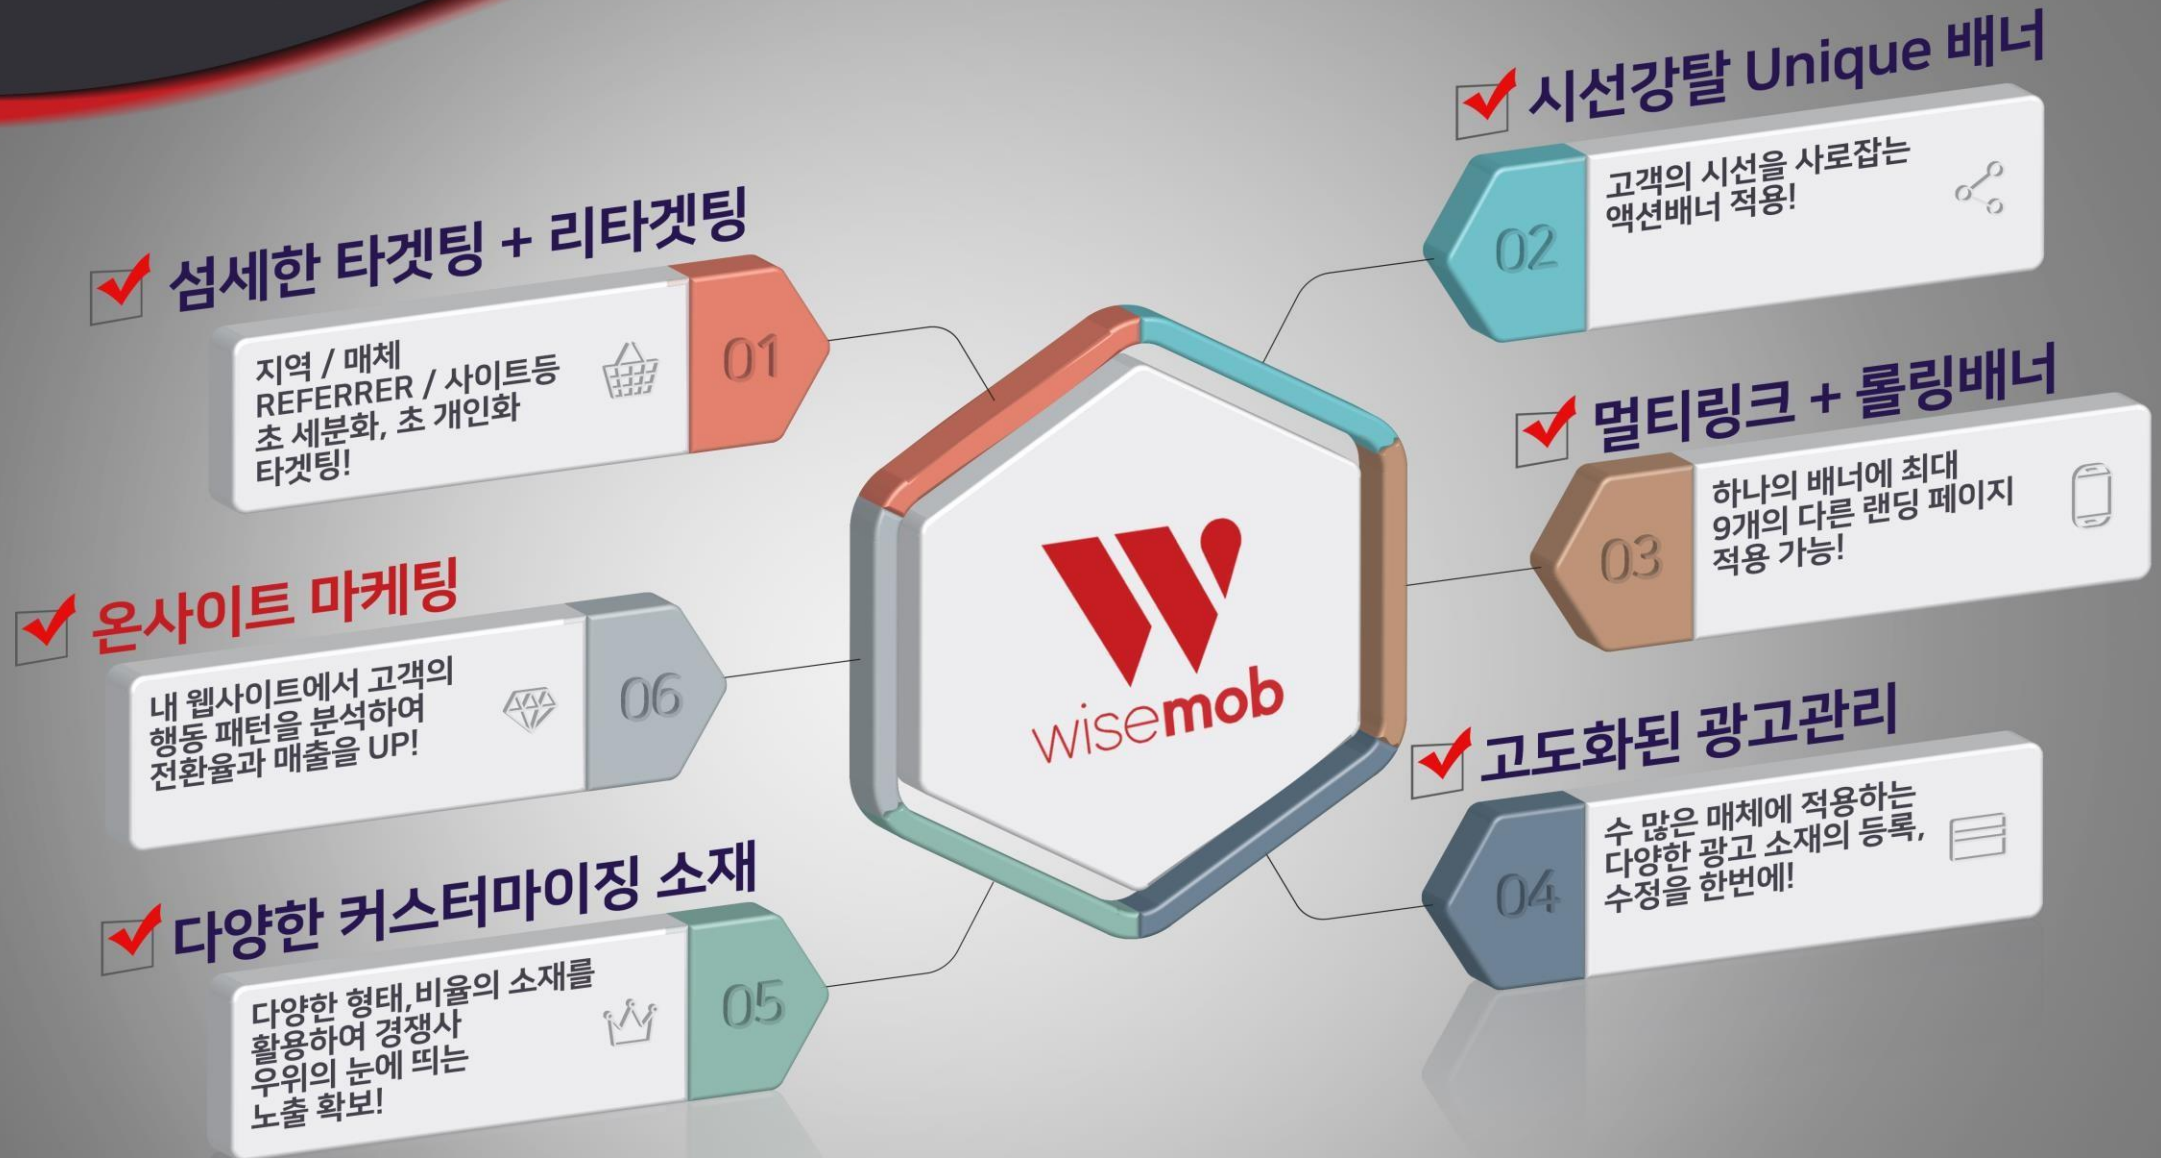 섬세한 타겟팅 + 리타겟팅
지역 / 매체
REFERRER / 사이트등
초 세분화, 초 개인화
타겟팅!
01
시선강탈 Unique 배너
02
고객의 시선을 사로잡는
액션배너 적용!
멀티링크 + 롤링배너
03
하나의 배너에 최대
9개의 다른 랜딩 페이지
적용 가능!
고도화된 광고관리
04
수 많은 매체에 적용하는
다양한 광고 소재의 등록,
수정을 한번에!
다양한 커스터마이징 소재
다양한 형태,비율의 소재를
활용하여 경쟁사
우위의 눈에 띄는
노출 확보!
05
온사이트 마케팅
내 웹사이트에서 고객의
행동 패턴을 분석하여
전환율과 매출을 UP!
06
wisemob